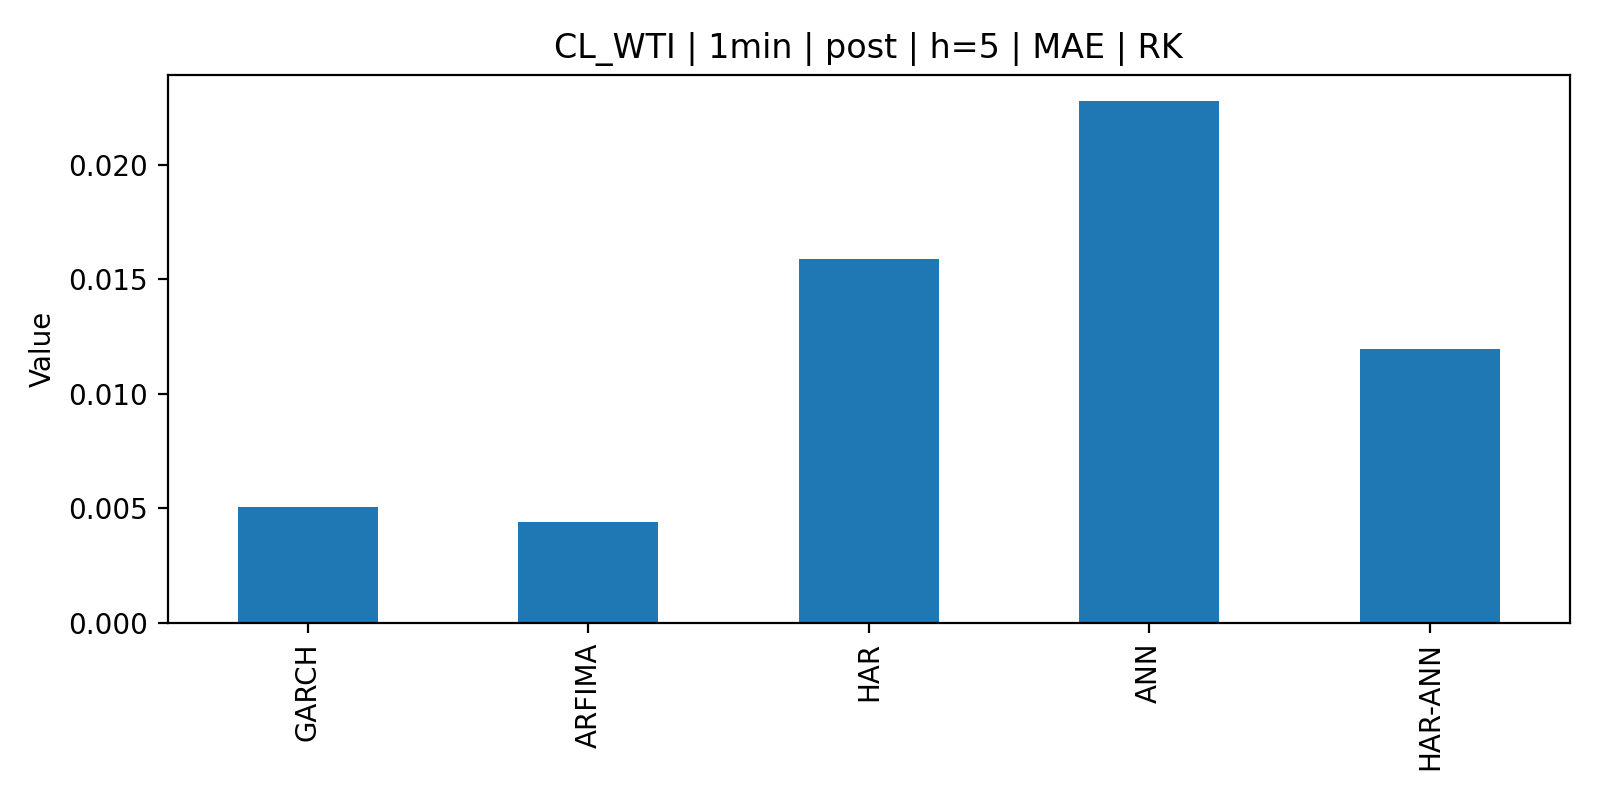 CL_WTI | 1min | post | h=5 | MAE | RK
Value
0.020
0.015
0.010
0.005
0.000
GARCH
ARFIMA
HAR
ANN
HAR-ANN